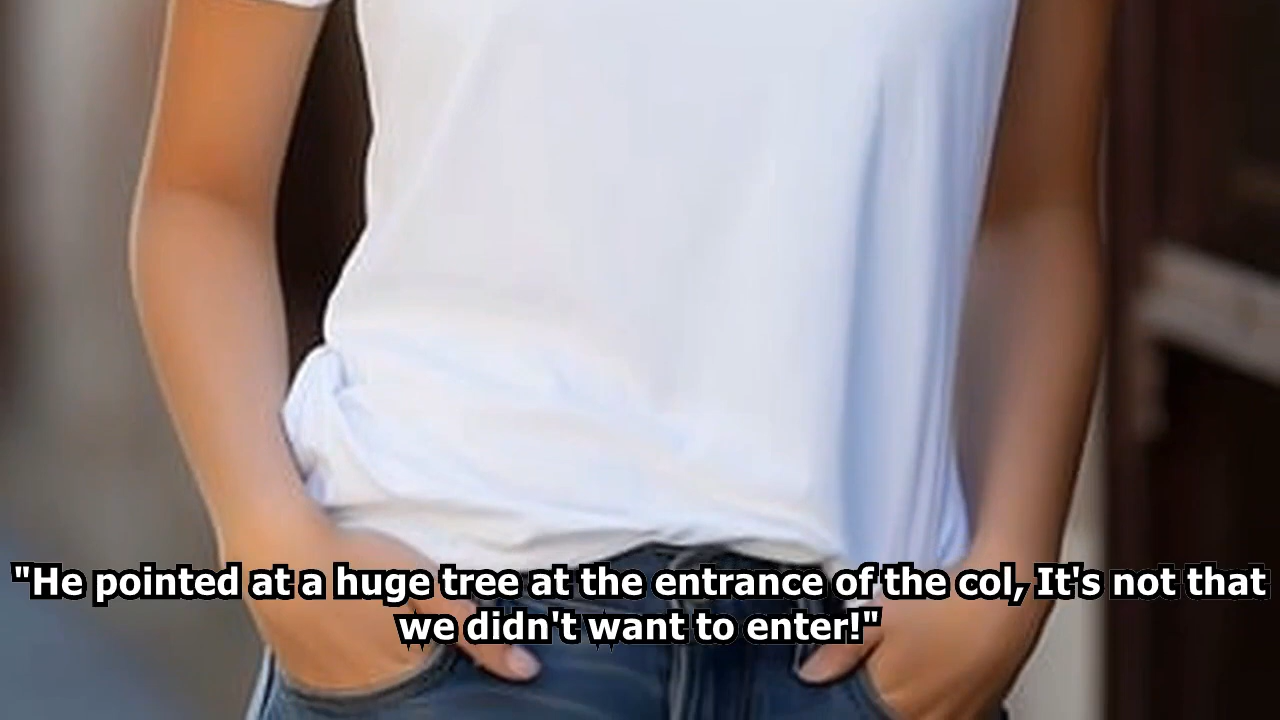 "He pointed at a huge tree at the entrance of the col, It's not that
we didn't want to enter!"